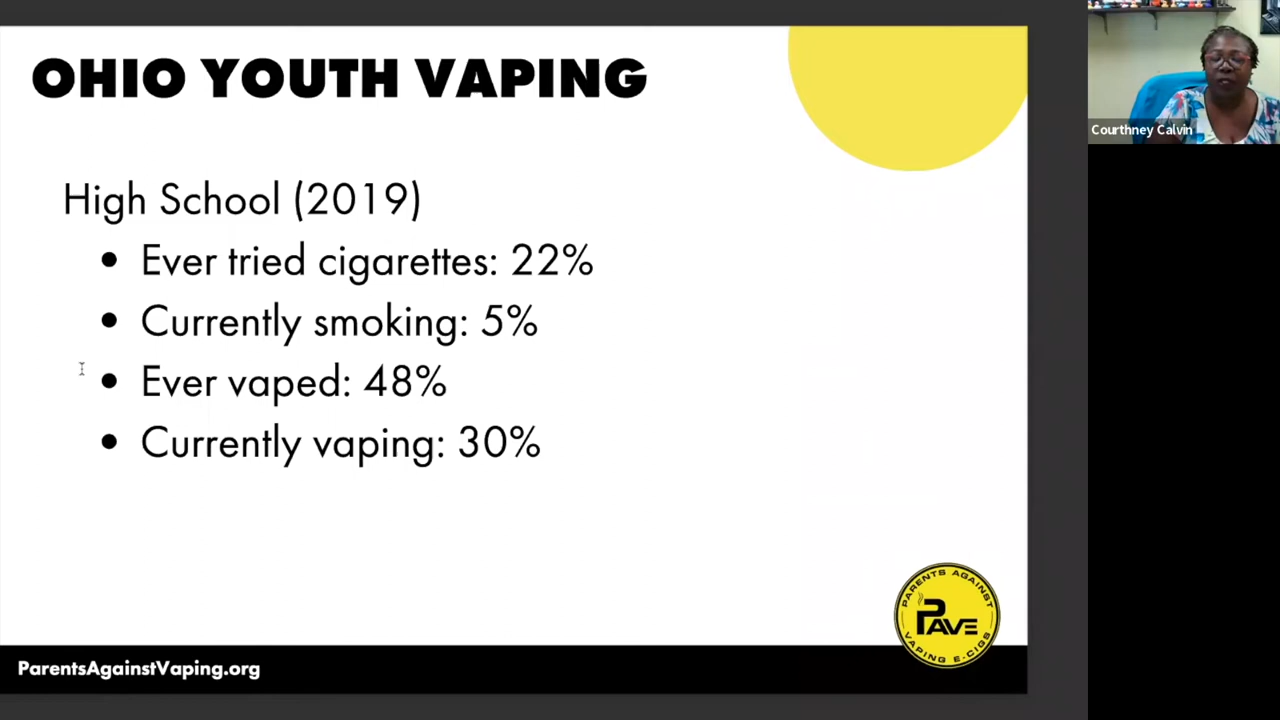 OHIO YOUTH VAPING
High School (2019)
• Ever tried cigarettes: 22%
• Currently smoking: 5%
• Ever vaped: 48%
• Currently vaping: 30%
PARENTS AGAINST
PAVE
VAPING E-CIGS
ParentsAgainstVaping.org
Courthney Calvin